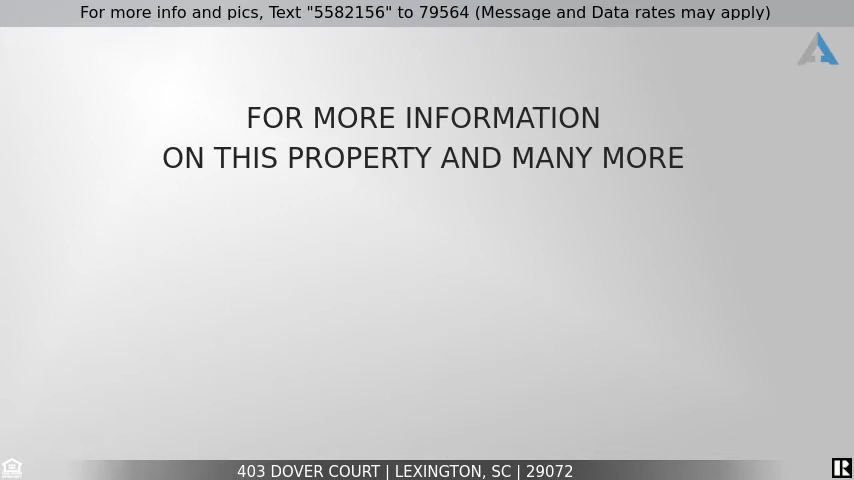 For more info and pics, Text "5582156" to 79564 (Message and Data rates may apply)
FOR MORE INFORMATION
ON THIS PROPERTY AND MANY MORE
403 DOVER COURT | LEXINGTON, SC | 29072